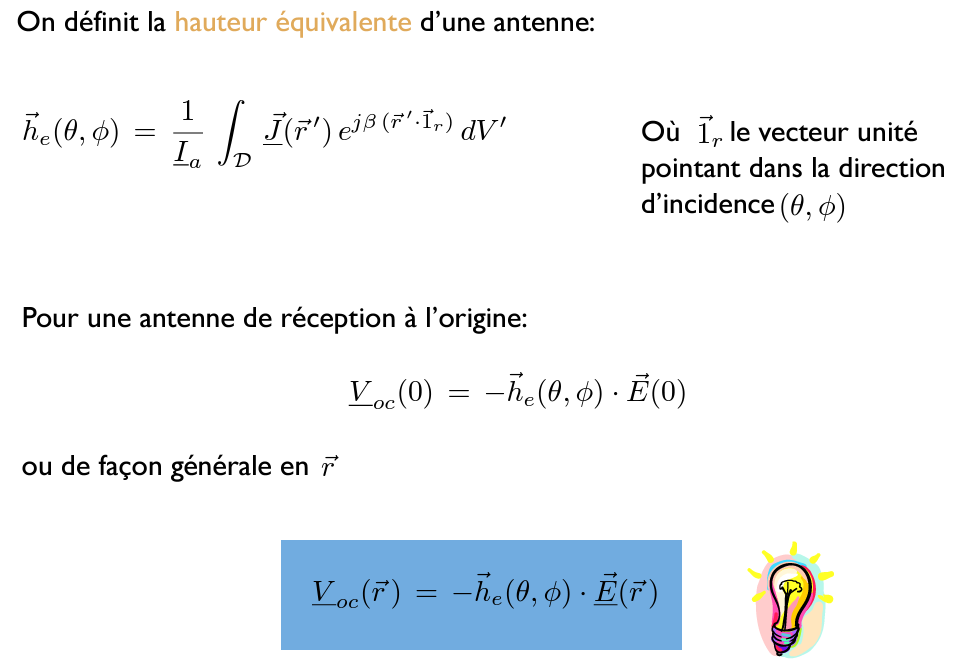 On définit la hauteur équivalente d'une antenne:
$\vec{h}_e(\theta, \phi) = \frac{1}{\underline{I}_a} \int_{\mathcal{D}} \underline{\vec{J}}(\vec{r}\,') \, e^{j\beta\,(\vec{r}\,' \cdot \vec{1}_r)} \, dV'$
Où $\vec{1}_r$ le vecteur unité
pointant dans la direction
d'incidence $(\theta, \phi)$
Pour une antenne de réception à l'origine:
$\underline{V}_{oc}(0) = -\vec{h}_e(\theta, \phi) \cdot \vec{E}(0)$
ou de façon générale en $\vec{r}$
$\underline{V}_{oc}(\vec{r}) = -\vec{h}_e(\theta, \phi) \cdot \underline{\vec{E}}(\vec{r})$